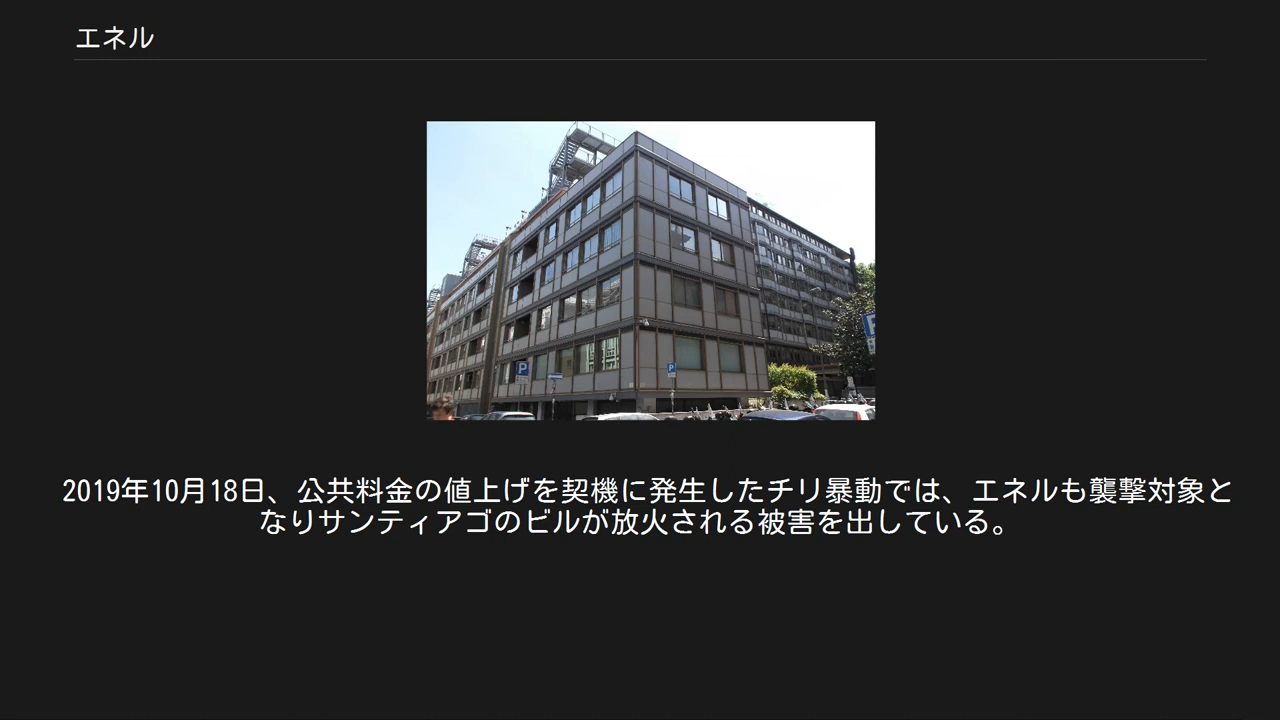 エネル
P
P
P
2019年10月18日、公共料金の値上げを契機に発生したチリ暴動では、エネルも襲撃対象と
なりサンティアゴのビルが放火される被害を出している。